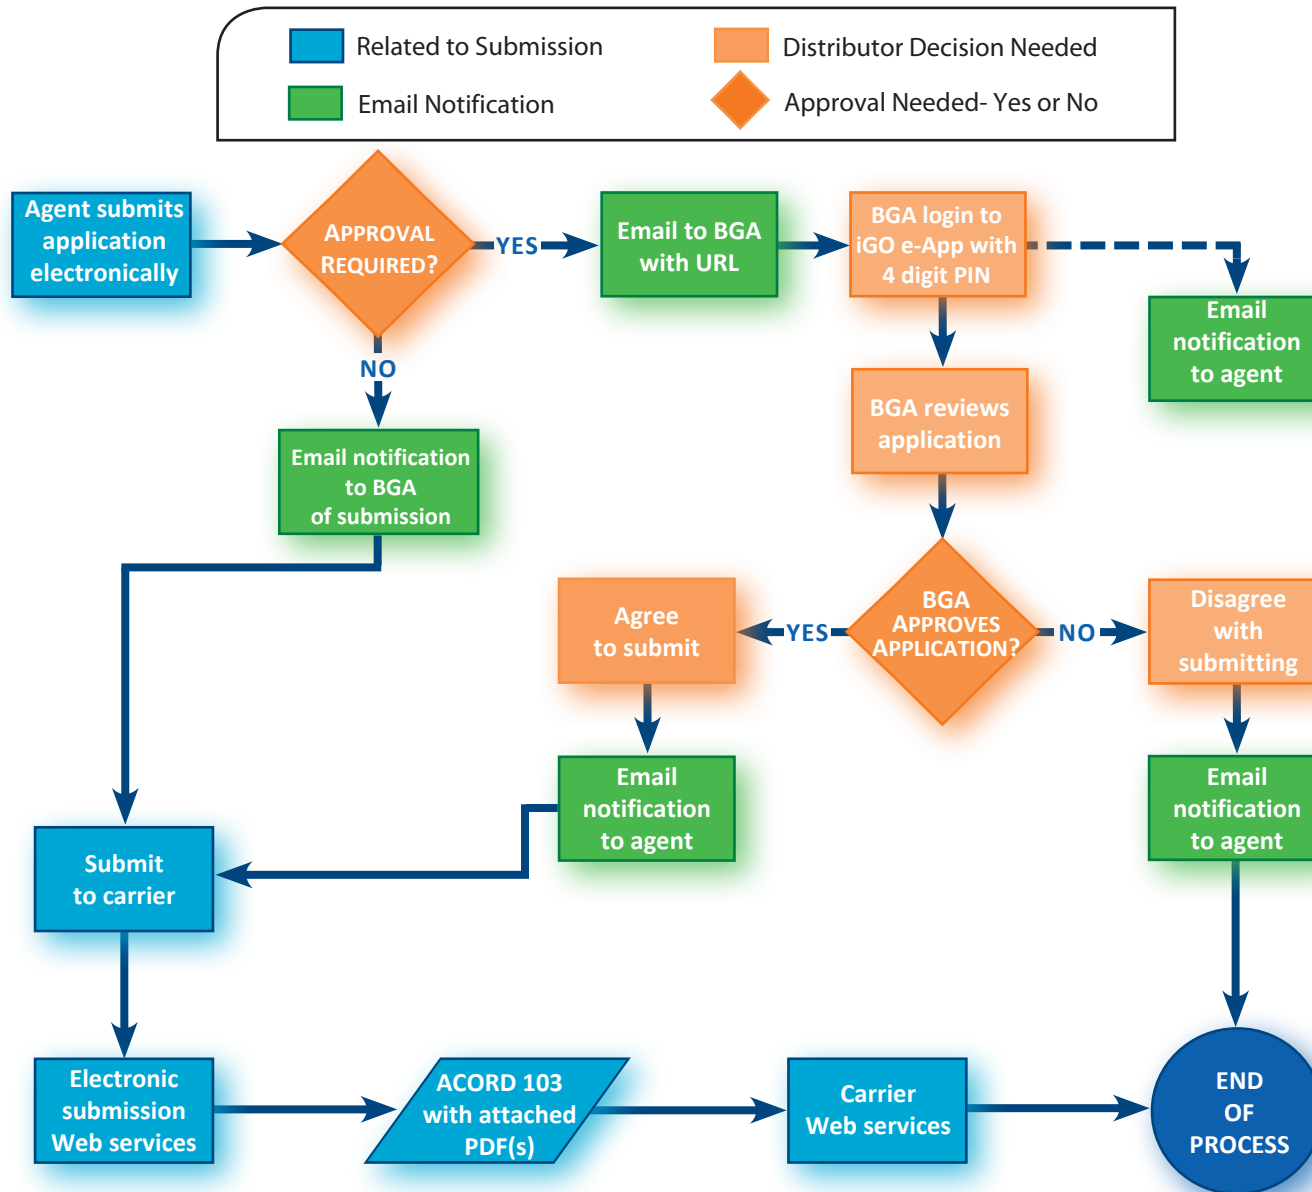 Related to Submission
Distributor Decision Needed
Email Notification
Approval Needed- Yes or No
Agent submits
application
electronically
APPROVAL
REQUIRED?
YES
Email to BGA
with URL
BGA login to
iGO e-App with
4 digit PIN
Email
notification
to agent
NO
BGA reviews
application
Email notification
to BGA
of submission
Agree
to submit
YES
BGA
APPROVES
APPLICATION?
NO
Disagree
with
submitting
Email
notification
to agent
Email
notification
to agent
Submit
to carrier
Electronic
submission
Web services
ACORD 103
with attached
PDF(s)
Carrier
Web services
END
OF
PROCESS